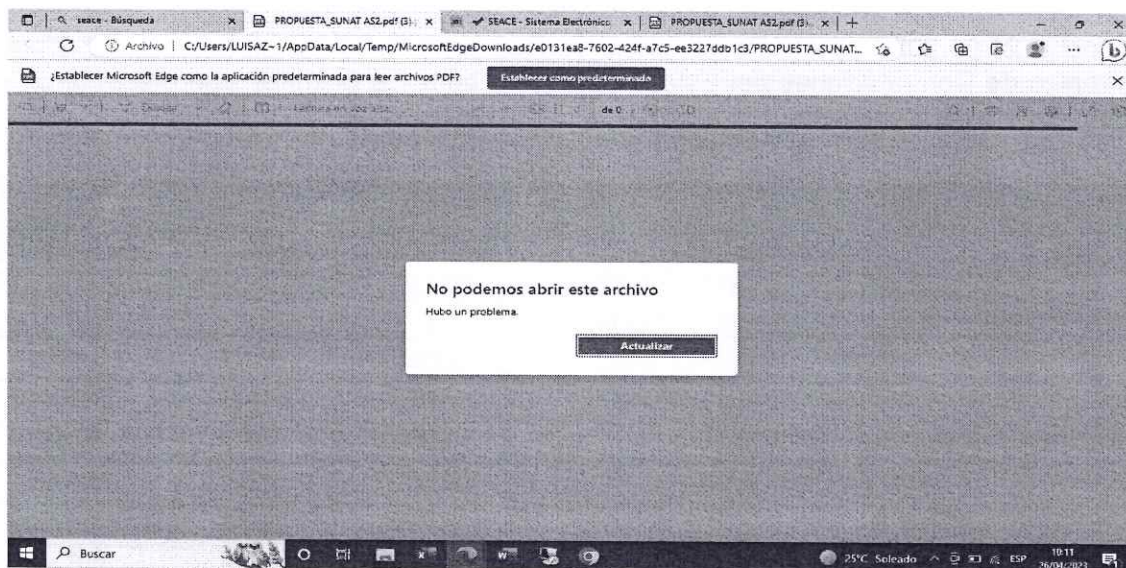 seace - Búsqueda
PROPUESTA_SUNAT AS2.pdf (3)
SEACE - Sistema Electrónico
PROPUESTA_SUNAT AS2.pdf (3)
Archivo | C:/Users/LUISAZ~1/AppData/Local/Temp/MicrosoftEdgeDownloads/e0131ea8-7602-424f-a7c5-ee3227ddb1c3/PROPUESTA_SUNAT...
¿Establecer Microsoft Edge como la aplicación predeterminada para leer archivos PDF? Establecer como predeterminado
de 0
No podemos abrir este archivo
Hubo un problema.
Actualizar
Buscar
25°C Soleado
ESP
10:11
26/04/2023